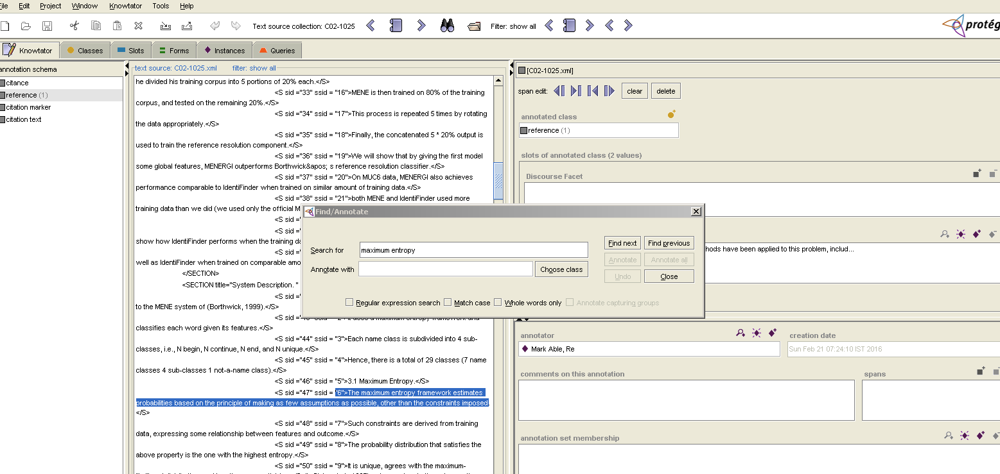 ile Edit Project Window Knowtator Tools Help
Text source collection: C02-1025 Filter: show all protég
Knowtator Classes Slots Forms Instances Queries
annotation schema
citance
reference (1)
citation marker
citation text
text source: C02-1025.xml filter: show all
he divided his training corpus into 5 portions of 20% each.</S>
<S sid ="33" ssid = "16">MENE is then trained on 80% of the training
corpus, and tested on the remaining 20%.</S>
<S sid ="34" ssid = "17">This process is repeated 5 times by rotating
the data appropriately.</S>
<S sid ="35" ssid = "18">Finally, the concatenated 5 * 20% output is
used to train the reference resolution component.</S>
<S sid ="36" ssid = "19">We will show that by giving the first model
some global features, MENERGI outperforms Borthwick&apos; s reference resolution classifier.</S>
<S sid ="37" ssid = "20">On MUC6 data, MENERGI also achieves
performance comparable to IdentiFinder when trained on similar amount of training data.</S>
<S sid ="38" ssid = "21">both MENE and IdentiFinder used more
training data than we did (we used only the official M
<S sid ="
<S sid ="
show how IdentiFinder performs when the training da
<S sid ="
well as IdentiFinder when trained on comparable amo
</SECTION>
<SECTION title="System Description. "
<S sid ="
to the MENE system of (Borthwick, 1999).</S>
<S sid ="43" ssid = "2">It uses a maximum entropy framework and
classifies each word given its features.</S>
<S sid ="44" ssid = "3">Each name class is subdivided into 4 sub-
classes, i.e., N begin, N continue, N end, and N unique.</S>
<S sid ="45" ssid = "4">Hence, there is a total of 29 classes (7 name
classes 4 sub-classes 1 not-a-name class).</S>
<S sid ="46" ssid = "5">3.1 Maximum Entropy.</S>
<S sid ="47" ssid = "6">The maximum entropy framework estimates
probabilities based on the principle of making as few assumptions as possible, other than the constraints imposed.
</S>
<S sid ="48" ssid = "7">Such constraints are derived from training
data, expressing some relationship between features and outcome.</S>
<S sid ="49" ssid = "8">The probability distribution that satisfies the
above property is the one with the highest entropy.</S>
<S sid ="50" ssid = "9">It is unique, agrees with the maximum-
Find/Annotate
Search for maximum entropy Find next Find previous
Annotate Annotate all
Annotate with Choose class
Undo Close
Regular expression search Match case Whole words only Annotate capturing groups
[C02-1025.xml]
span edit: clear delete
annotated class
reference (1)
slots of annotated class (2 values)
Discourse Facet
hods have been applied to this problem, includ...
annotator creation date
Mark Able, Re Sun Feb 21 07:24:10 IST 2016
comments on this annotation spans
annotation set membership